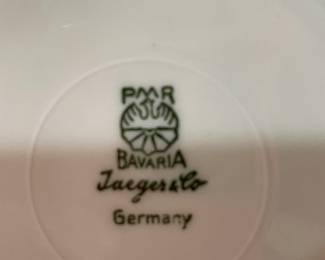 PMR
BAVARIA
Jaeger & Co
Germany